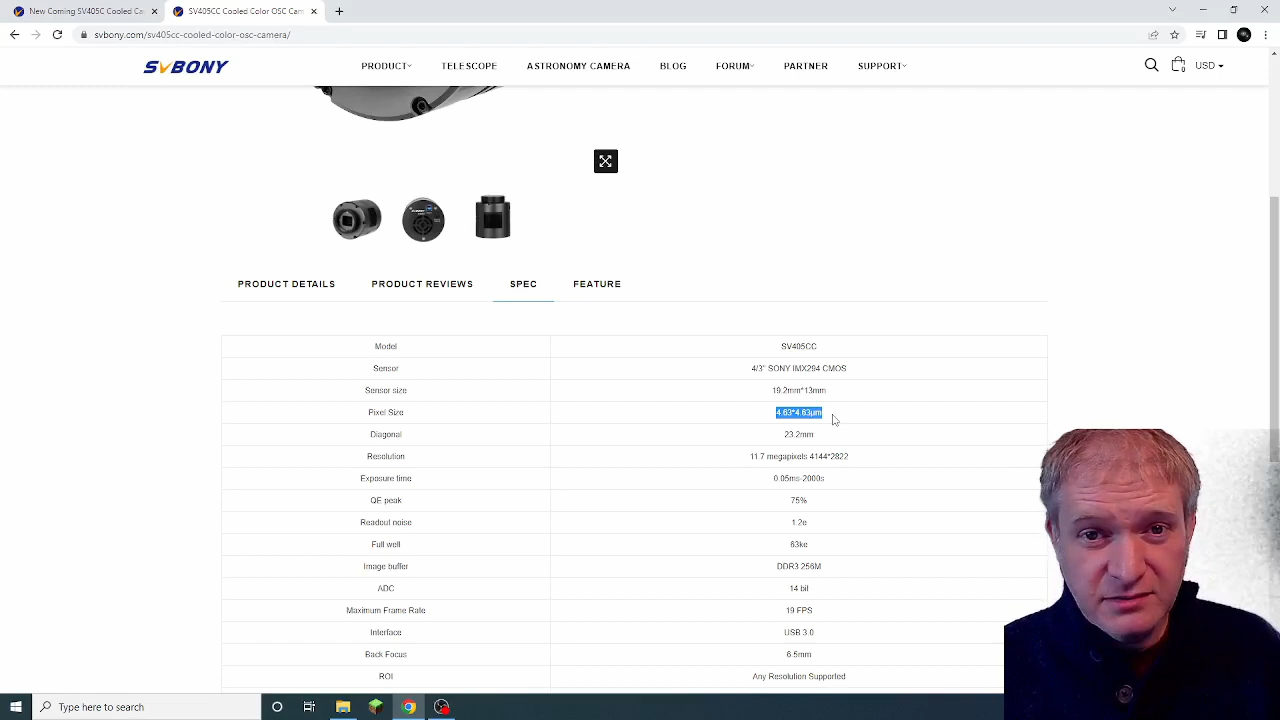 New Coming SV405C Cooled Ca
SV405CC Cooled Color OSC Cam
svbony.com/sv405cc-cooled-color-osc-camera/
SVBONY
PRODUCT
TELESCOPE
ASTRONOMY CAMERA
BLOG
FORUM
PARTNER
SUPPORT
0
USD
PRODUCT DETAILS
PRODUCT REVIEWS
SPEC
FEATURE
Model SV405CC
Sensor 4/3" SONY IMX294 CMOS
Sensor size 19.2mm*13mm
Pixel Size 4.63*4.63μm
Diagonal 23.2mm
Resolution 11.7 megapixels 4144*2822
Exposure time 0.05ms-2000s
QE peak 75%
Readout noise 1.2e
Full well 63ke
Image buffer DDR3 256M
ADC 14 bit
Maximum Frame Rate 19 FPS
Interface USB 3.0
Back Focus 6.5mm
ROI Any Resolution Supported
Type here to search